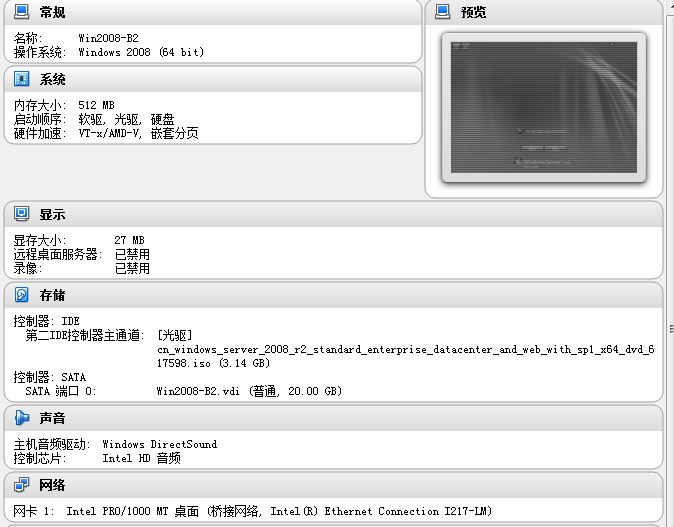 常规
名称: Win2008-B2
操作系统: Windows 2008 (64 bit)
预览
系统
内存大小: 512 MB
启动顺序: 软驱, 光驱, 硬盘
硬件加速: VT-x/AMD-V, 嵌套分页
显示
显存大小: 27 MB
远程桌面服务器: 已禁用
录像: 已禁用
存储
控制器: IDE
第二IDE控制器主通道: [光驱]
cn_windows_server_2008_r2_standard_enterprise_datacenter_and_web_with_sp1_x64_dvd_6
17598.iso (3.14 GB)
控制器: SATA
SATA 端口 0: Win2008-B2.vdi (普通, 20.00 GB)
声音
主机音频驱动: Windows DirectSound
控制芯片: Intel HD 音频
网络
网卡 1: Intel PRO/1000 MT 桌面 (桥接网络, Intel(R) Ethernet Connection I217-LM)